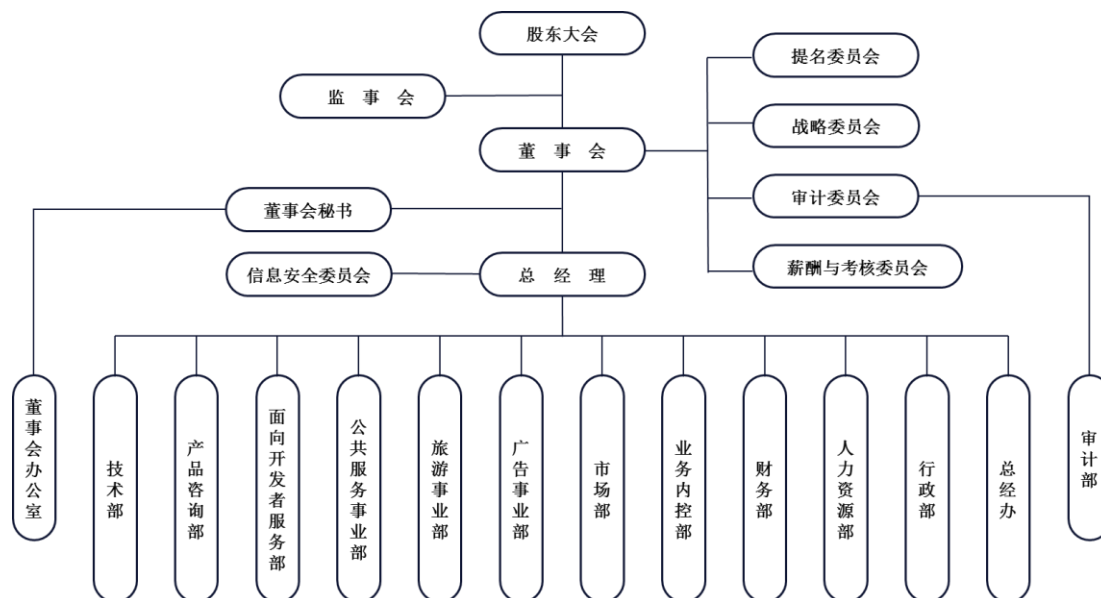 股东大会
提名委员会
监事会
战略委员会
董事会
审计委员会
董事会秘书
信息安全委员会
总经理
薪酬与考核委员会
董事会办公室
技术部
产品咨询部
面向开发者服务部
公共服务事业部
旅游事业部
广告事业部
市场部
业务内控部
财务部
人力资源部
行政部
总经办
审计部